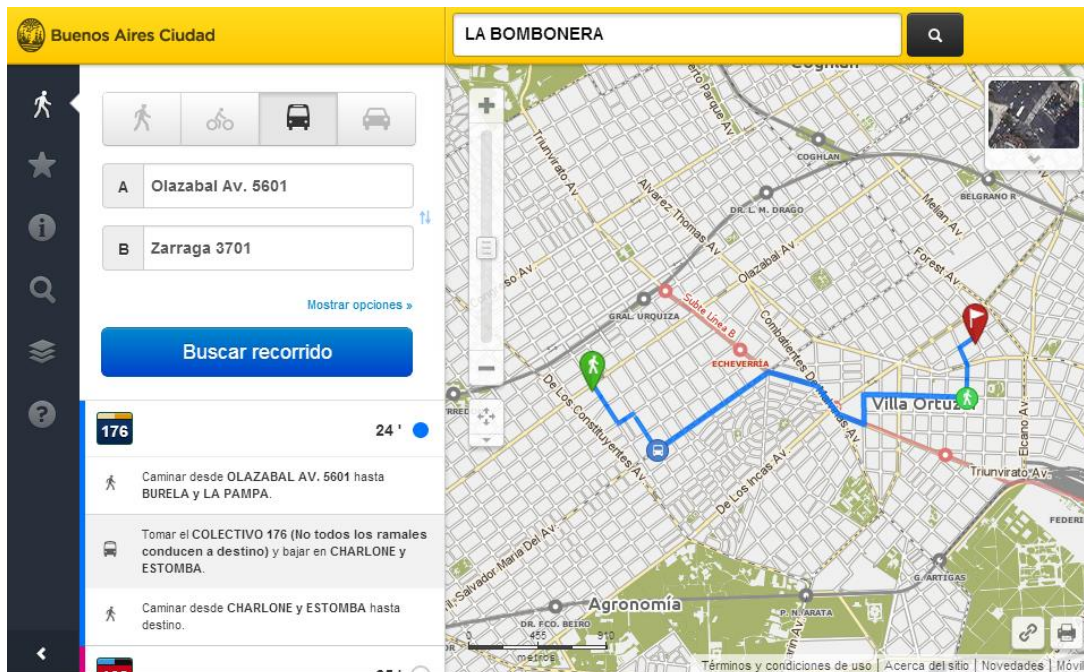 Buenos Aires Ciudad
LA BOMBONERA
A
Olazabal Av. 5601
B
Zarraga 3701
Mostrar opciones »
Buscar recorrido
176
24 '
Caminar desde OLAZABAL AV. 5601 hasta
BURELA y LA PAMPA.
Tomar el COLECTIVO 176 (No todos los ramales
conducen a destino) y bajar en CHARLONE y
ESTOMBA.
Caminar desde CHARLONE y ESTOMBA hasta
destino.
COGHLAN
BELGRANO R
DR. L. M. DRAGO
Triunvirato Av.
Alvarez Thomas Av.
Melian Av.
Olazabal Av.
Forest Av.
GRAL. URQUIZA
Subte Línea B
ECHEVERRÍA
Combatientes De Malvinas Av.
De Los Constituyentes Av.
De Los Incas Av.
Elcano Av.
Triunvirato Av.
Salvador Maria Del Av.
Agronomía
DR. FCO. BEIRO
P. N. ARATA
G. ARTIGAS
0 455 910
metros
Términos y condiciones de uso | Acerca del sitio | Novedades |